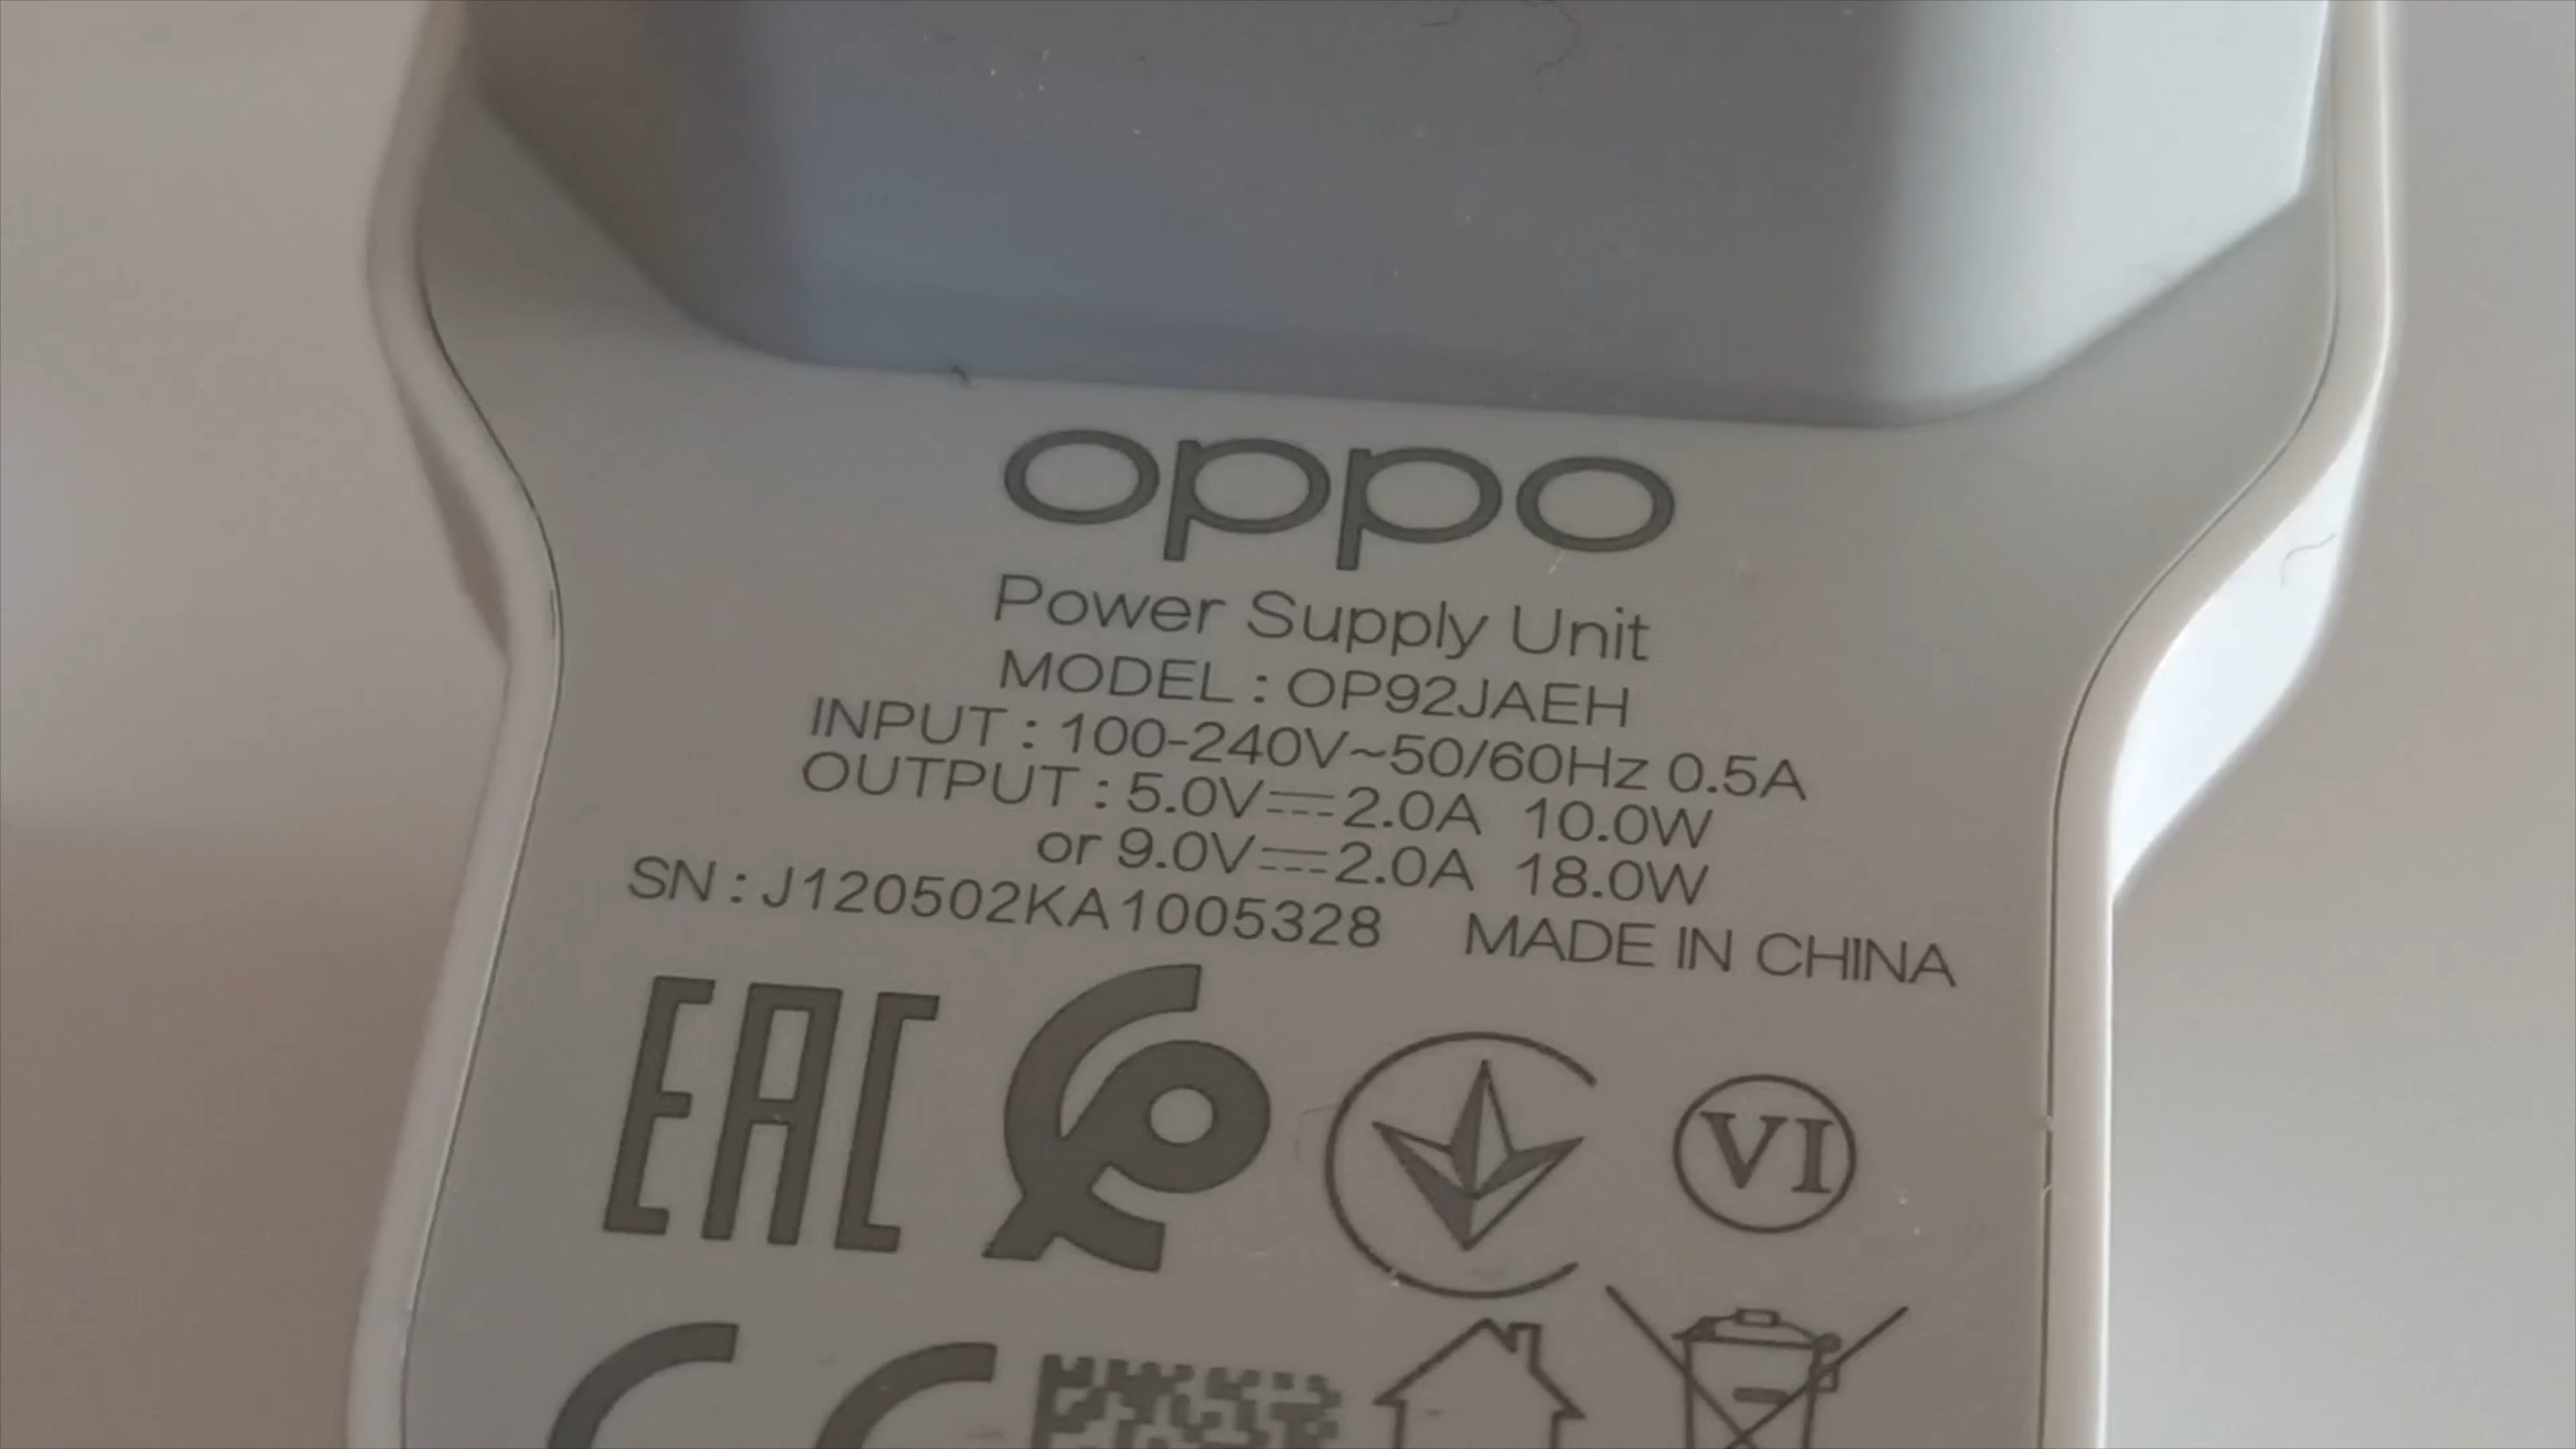 oppo
Power Supply Unit
MODEL : OP92JAEH
INPUT : 100-240V~50/60Hz 0.5A
OUTPUT : 5.0V⎓2.0A 10.0W
or 9.0V⎓2.0A 18.0W
SN : J120502KA1005328 MADE IN CHINA
EAC VI